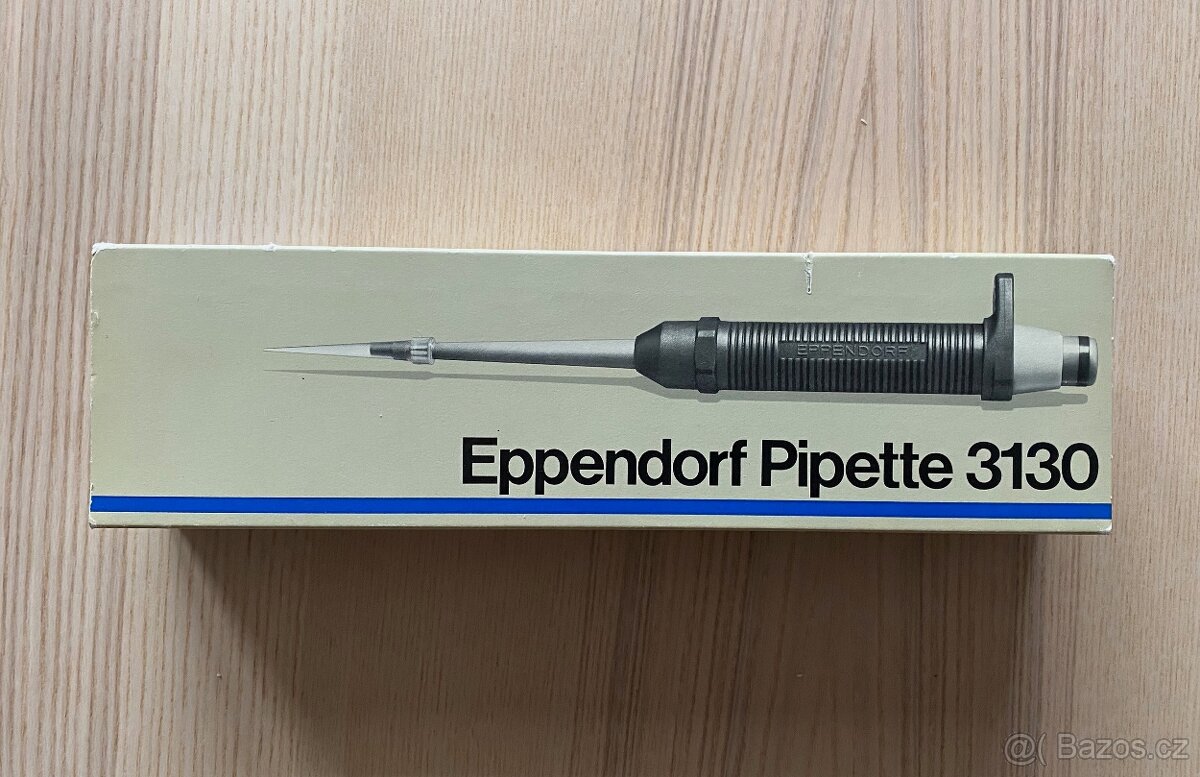 EPPENDORF
Eppendorf Pipette 3130
@( Bazos.cz